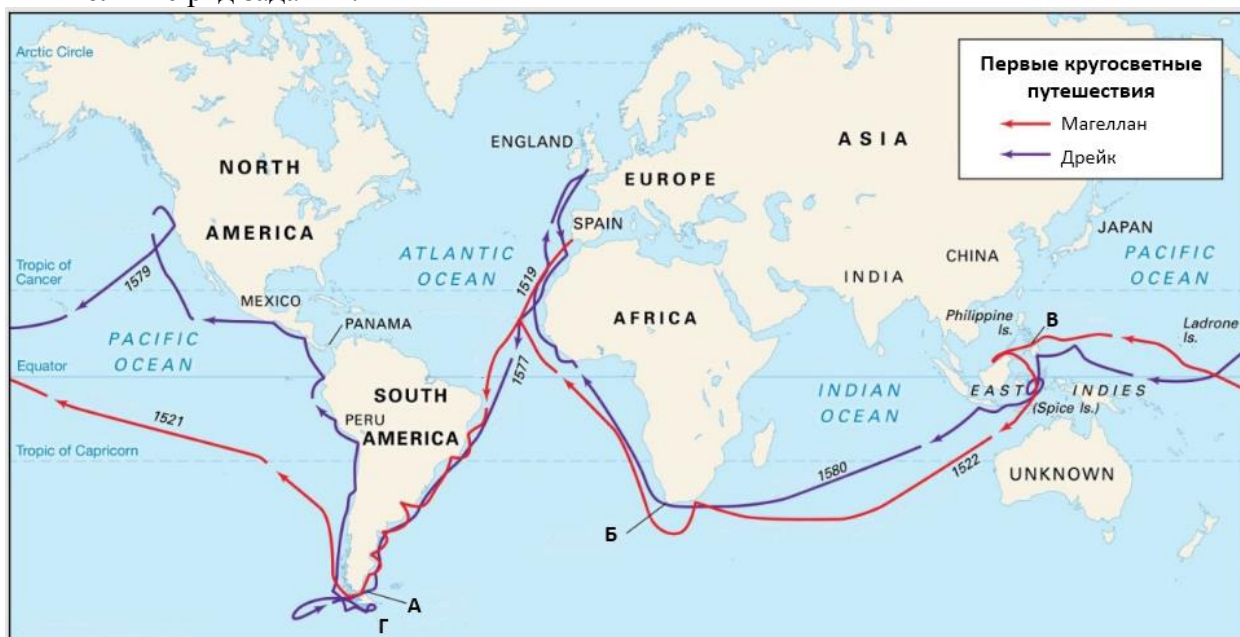 Arctic Circle
Первые кругосветные
путешествия
Магеллан
Дрейк
ENGLAND
ASIA
NORTH
AMERICA
EUROPE
SPAIN
JAPAN
ATLANTIC
OCEAN
CHINA
PACIFIC
OCEAN
Tropic of
Cancer
1579
MEXICO
1519
INDIA
AFRICA
Philippine
Is.
В
Ladrone
Is.
PANAMA
PACIFIC
OCEAN
1577
Equator
SOUTH
AMERICA
INDIAN
OCEAN
EAST INDIES
(Spice Is.)
1521
PERU
Tropic of Capricorn
1580
1522
UNKNOWN
Б
А
Г